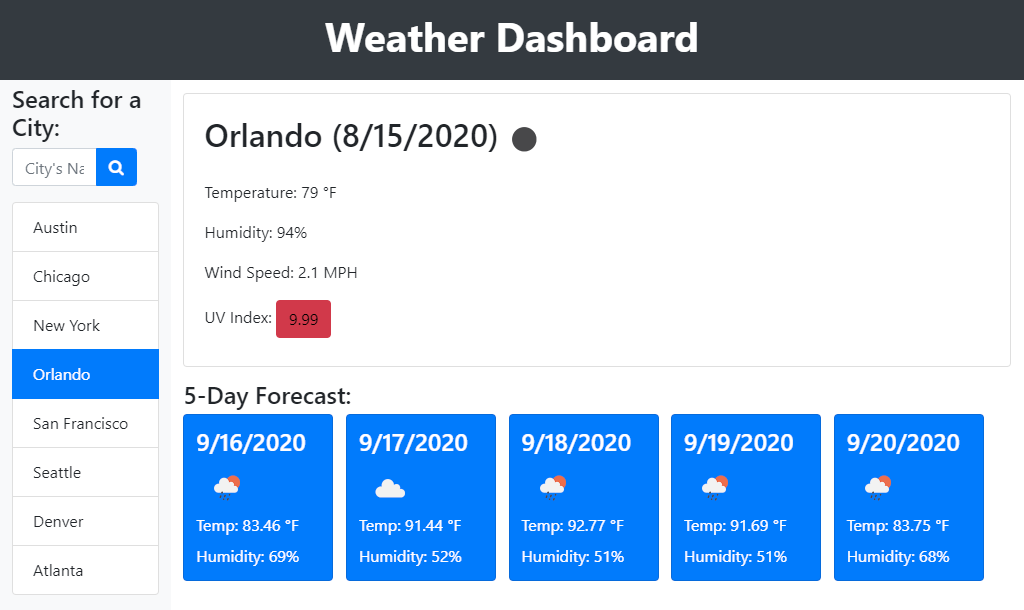 Weather Dashboard
Search for a
City:
City's Na
Austin
Chicago
New York
Orlando
San Francisco
Seattle
Denver
Atlanta
Orlando (8/15/2020)
Temperature: 79 °F
Humidity: 94%
Wind Speed: 2.1 MPH
UV Index: 9.99
5-Day Forecast:
9/16/2020
Temp: 83.46 °F
Humidity: 69%
9/17/2020
Temp: 91.44 °F
Humidity: 52%
9/18/2020
Temp: 92.77 °F
Humidity: 51%
9/19/2020
Temp: 91.69 °F
Humidity: 51%
9/20/2020
Temp: 83.75 °F
Humidity: 68%